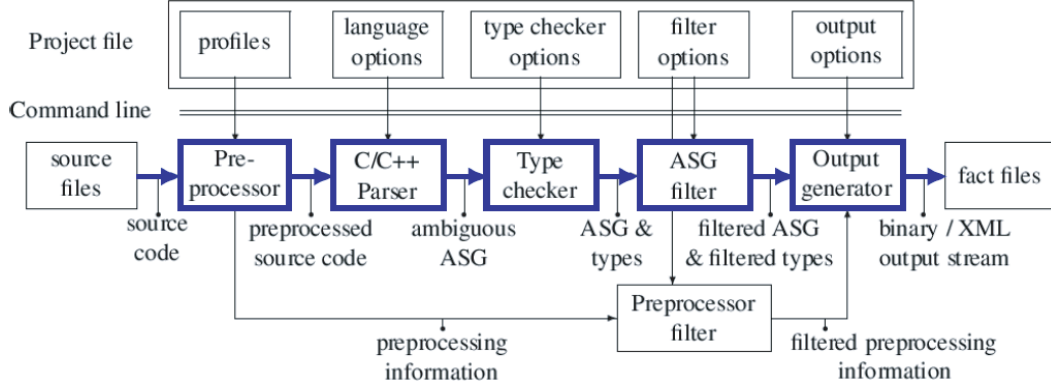 Project file
profiles
language
options
type checker
options
filter
options
output
options
Command line
source
files
Pre-
processor
C/C++
Parser
Type
checker
ASG
filter
Output
generator
fact files
source
code
preprocessed
source code
ambiguous
ASG
ASG &
types
filtered ASG
& filtered types
binary / XML
output stream
Preprocessor
filter
preprocessing
information
filtered preprocessing
information